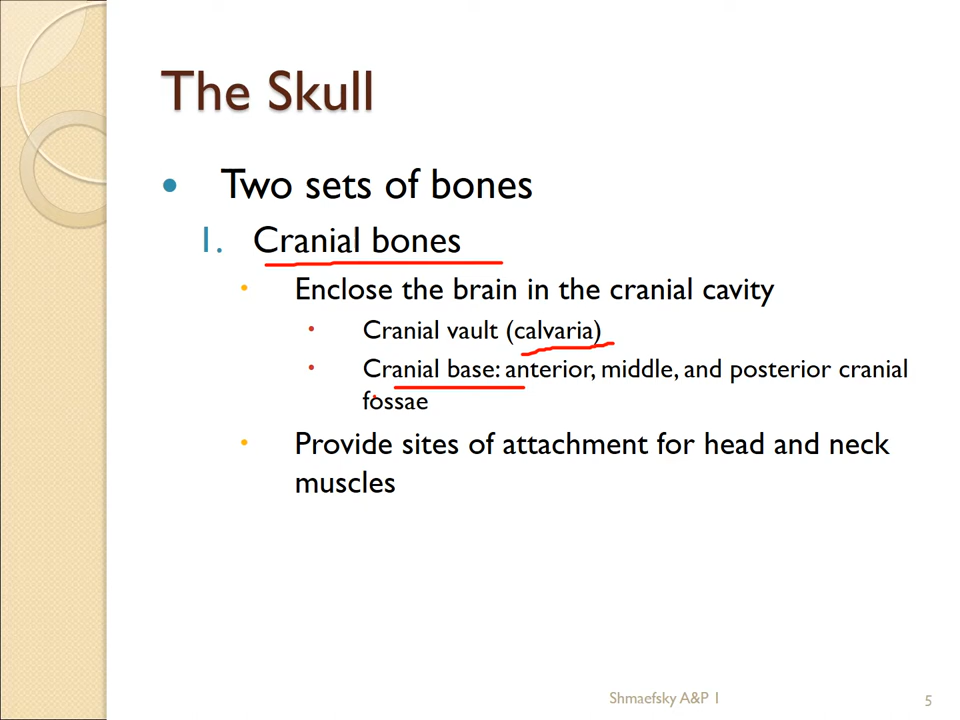 The Skull
• Two sets of bones
1. Cranial bones
• Enclose the brain in the cranial cavity
• Cranial vault (calvaria)
• Cranial base: anterior, middle, and posterior cranial
fossae
• Provide sites of attachment for head and neck
muscles
Shmaefsky A&P 1
5